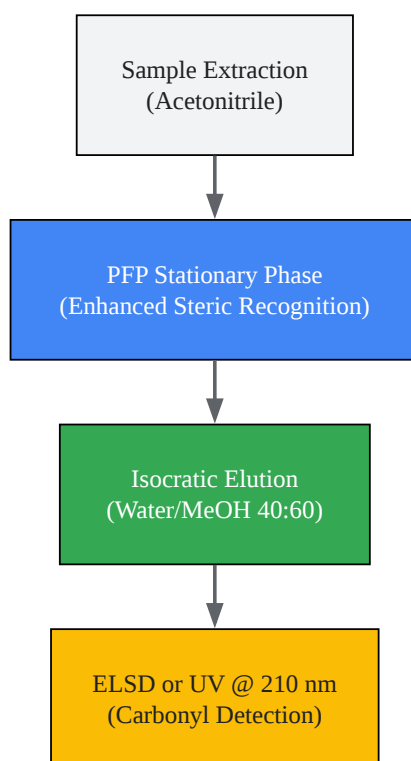 Sample Extraction
(Acetonitrile)
PFP Stationary Phase
(Enhanced Steric Recognition)
Isocratic Elution
(Water/MeOH 40:60)
ELSD or UV @ 210 nm
(Carbonyl Detection)